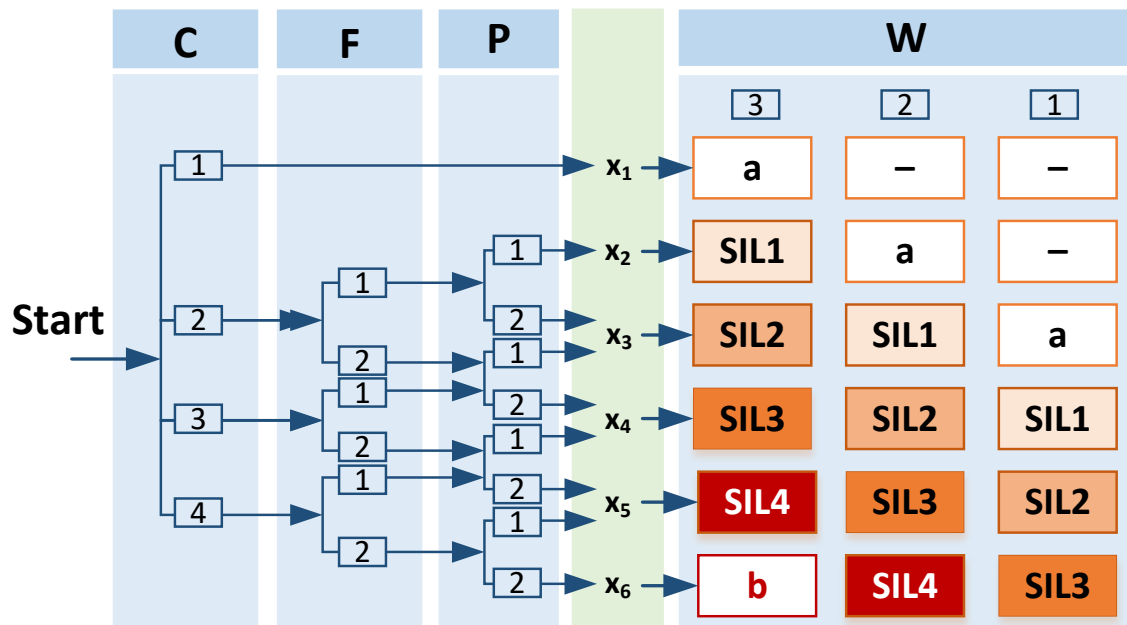 C F P W
3 2 1
1 x₁ a – –
1 x₂ SIL1 a –
1
Start 2 2 x₃ SIL2 SIL1 a
2 1
1
3 2 x₄ SIL3 SIL2 SIL1
2 1
1
4 2 x₅ SIL4 SIL3 SIL2
1
2
2 x₆ b SIL4 SIL3